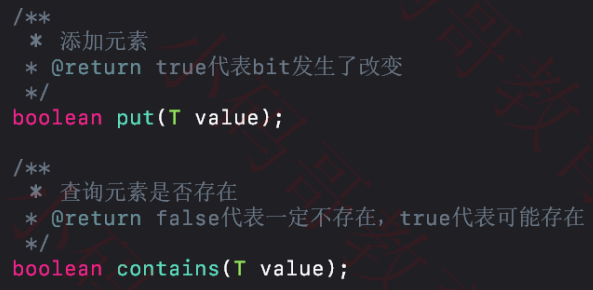 /**
 * 添加元素
 * @return true代表bit发生了改变
 */
boolean put(T value);
/**
 * 查询元素是否存在
 * @return false代表一定不存在，true代表可能存在
 */
boolean contains(T value);